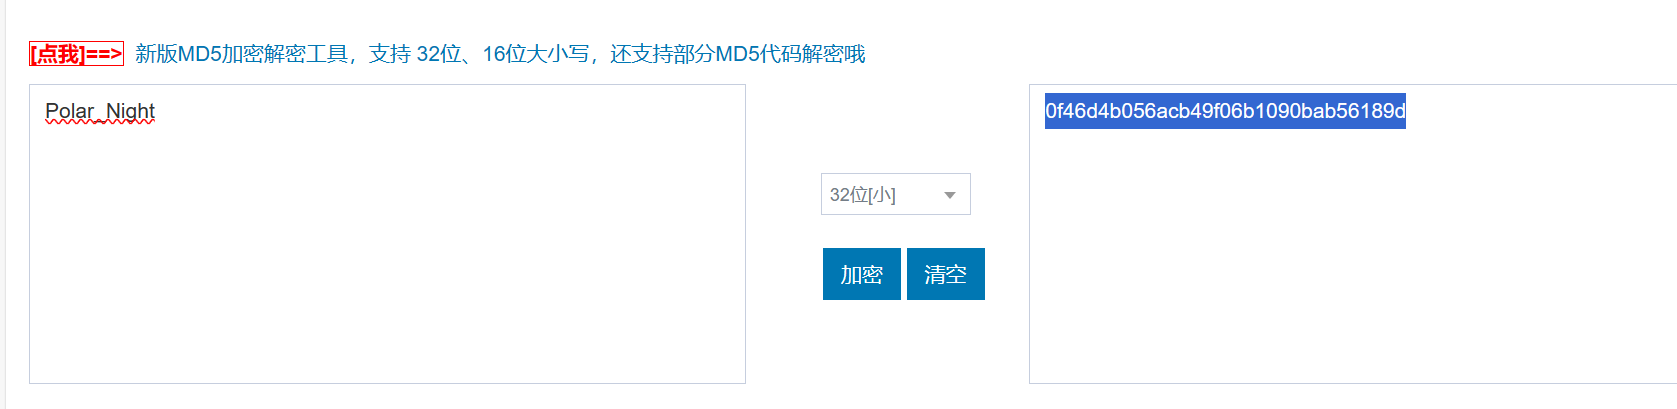 [点我]==> 新版MD5加密解密工具，支持 32位、16位大小写，还支持部分MD5代码解密哦
Polar_Night
0f46d4b056acb49f06b1090bab56189d
32位[小]
加密 清空